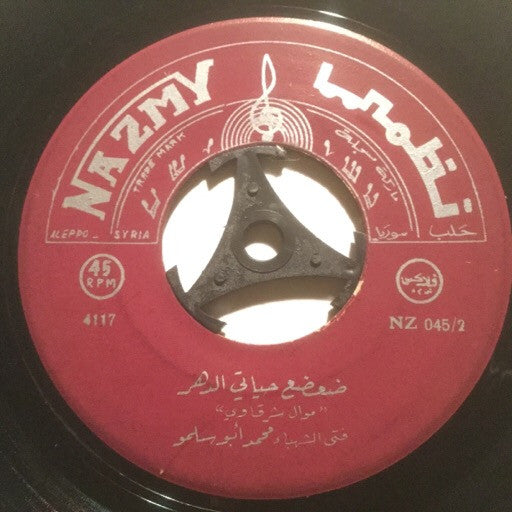 NAZMY
نظمي
TRADE MARK
ماركة مسجلة
ALEPPO - SYRIA
سوريا حلب
45
RPM
4117
NZ 045/2
ضعضع حياتي الدهر
"موال شرقاوي"
فتى الشهباء محمد أبو سلمو